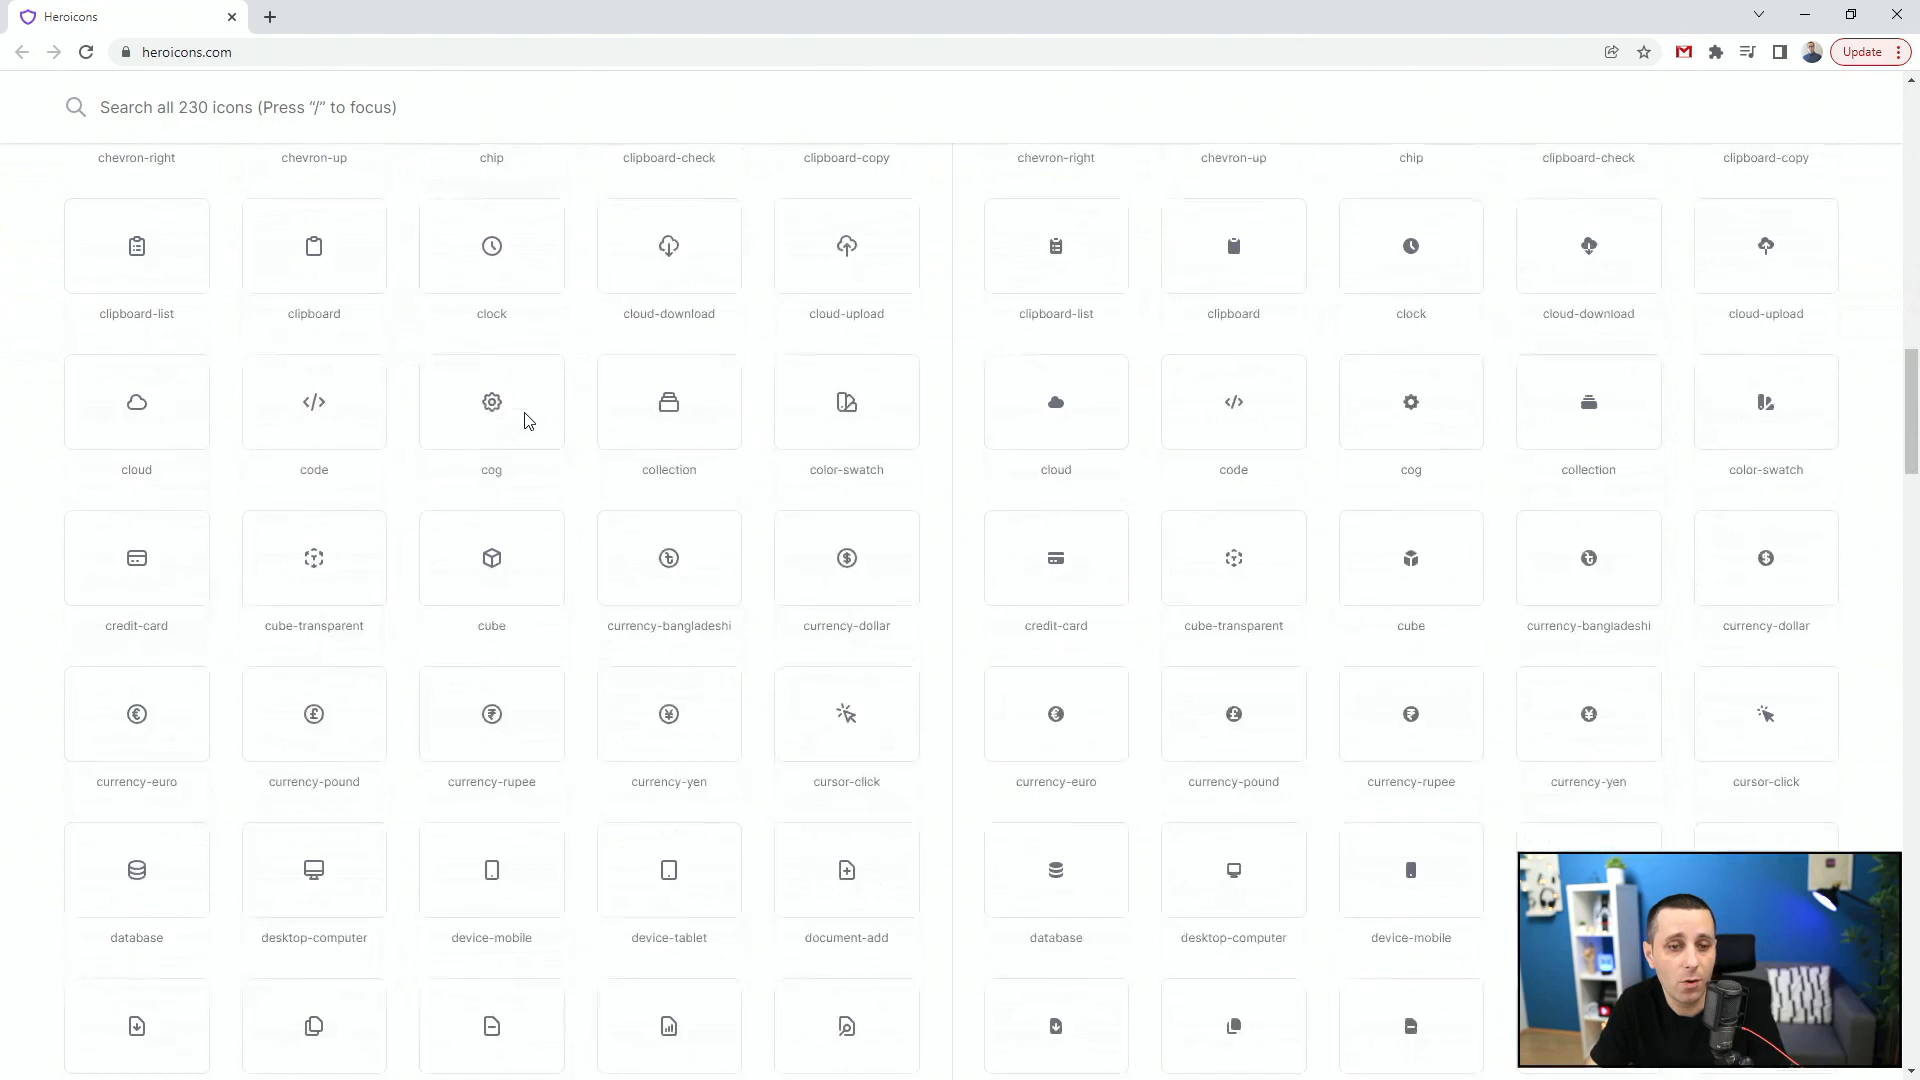 Heroicons
heroicons.com
Update
Search all 230 icons (Press “/” to focus)
chevron-right chevron-up chip clipboard-check clipboard-copy chevron-right chevron-up chip clipboard-check clipboard-copy
clipboard-list clipboard clock cloud-download cloud-upload clipboard-list clipboard clock cloud-download cloud-upload
cloud code cog collection color-swatch cloud code cog collection color-swatch
credit-card cube-transparent cube currency-bangladeshi currency-dollar credit-card cube-transparent cube currency-bangladeshi currency-dollar
currency-euro currency-pound currency-rupee currency-yen cursor-click currency-euro currency-pound currency-rupee currency-yen cursor-click
database desktop-computer device-mobile device-tablet document-add database desktop-computer device-mobile